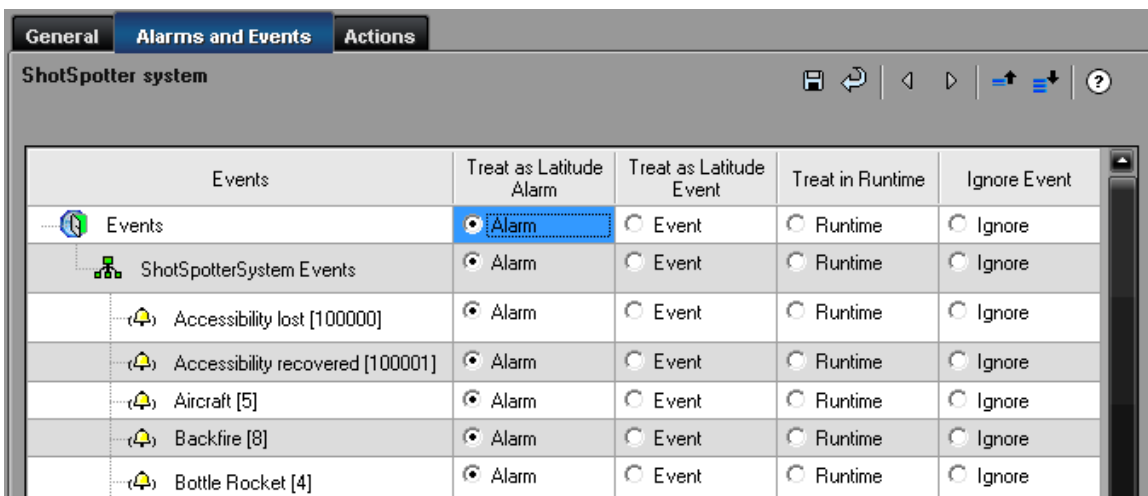 General Alarms and Events Actions
ShotSpotter system
Events Treat as Latitude Alarm Treat as Latitude Event Treat in Runtime Ignore Event
Events Alarm Event Runtime Ignore
ShotSpotterSystem Events Alarm Event Runtime Ignore
Accessibility lost [100000] Alarm Event Runtime Ignore
Accessibility recovered [100001] Alarm Event Runtime Ignore
Aircraft [5] Alarm Event Runtime Ignore
Backfire [8] Alarm Event Runtime Ignore
Bottle Rocket [4] Alarm Event Runtime Ignore